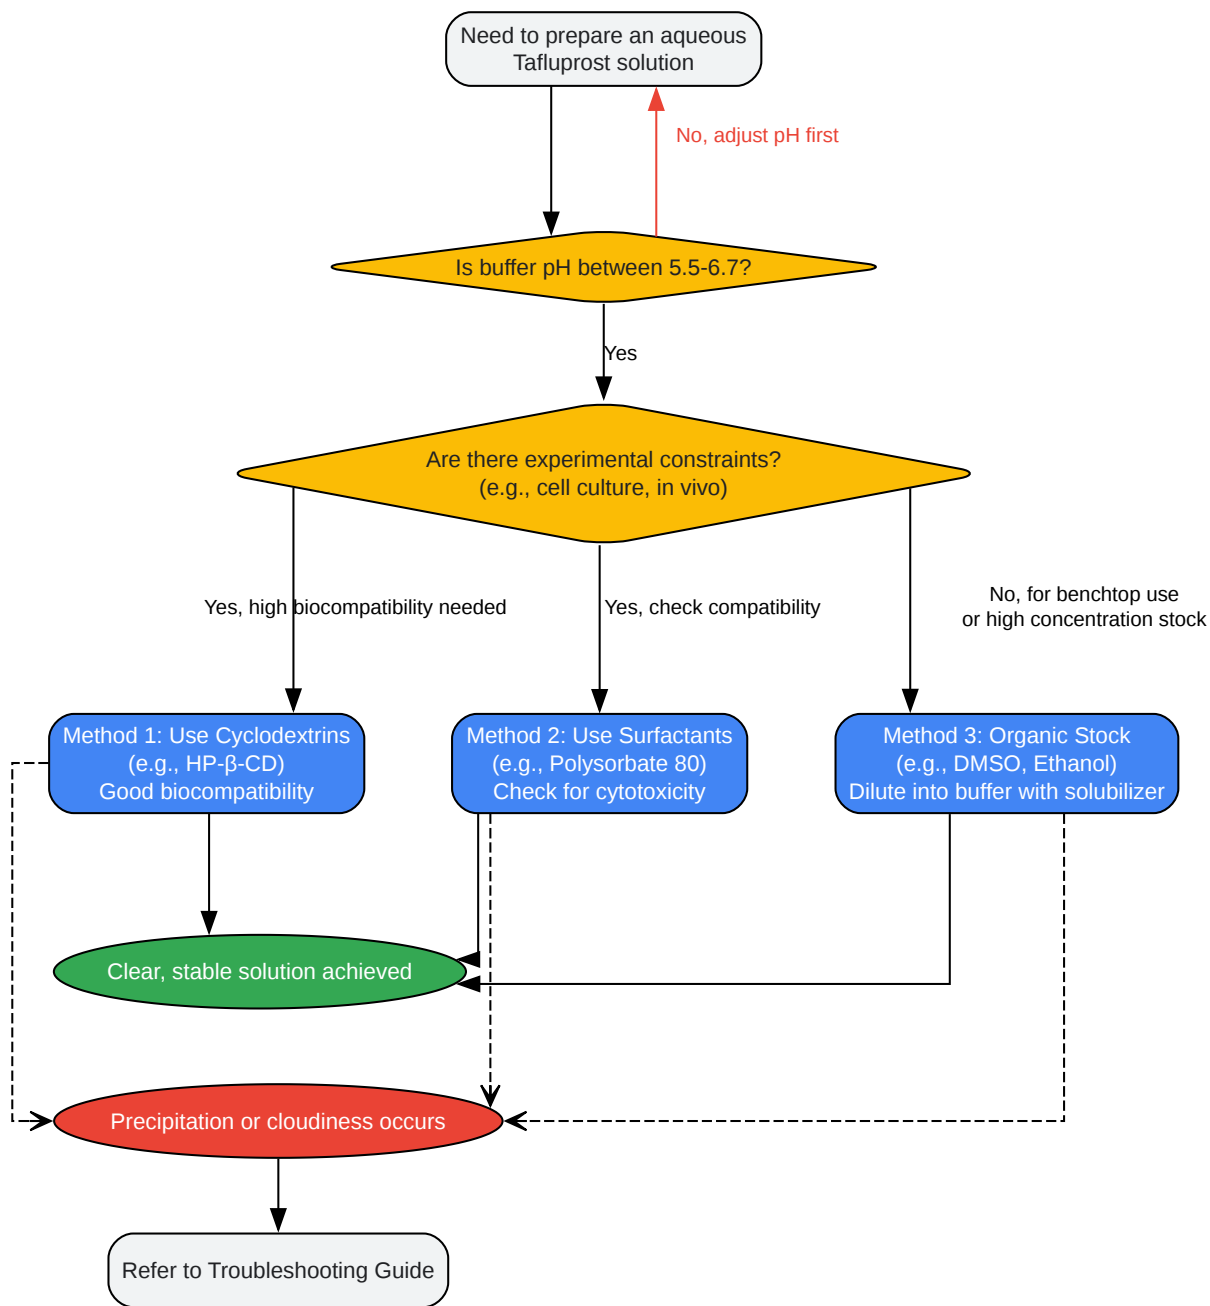 Need to prepare an aqueous
Tafluprost solution
No, adjust pH first
Is buffer pH between 5.5-6.7?
Yes
Are there experimental constraints?
(e.g., cell culture, in vivo)
Yes, high biocompatibility needed
Yes, check compatibility
No, for benchtop use
or high concentration stock
Method 1: Use Cyclodextrins
(e.g., HP-β-CD)
Good biocompatibility
Method 2: Use Surfactants
(e.g., Polysorbate 80)
Check for cytotoxicity
Method 3: Organic Stock
(e.g., DMSO, Ethanol)
Dilute into buffer with solubilizer
Clear, stable solution achieved
Precipitation or cloudiness occurs
Refer to Troubleshooting Guide